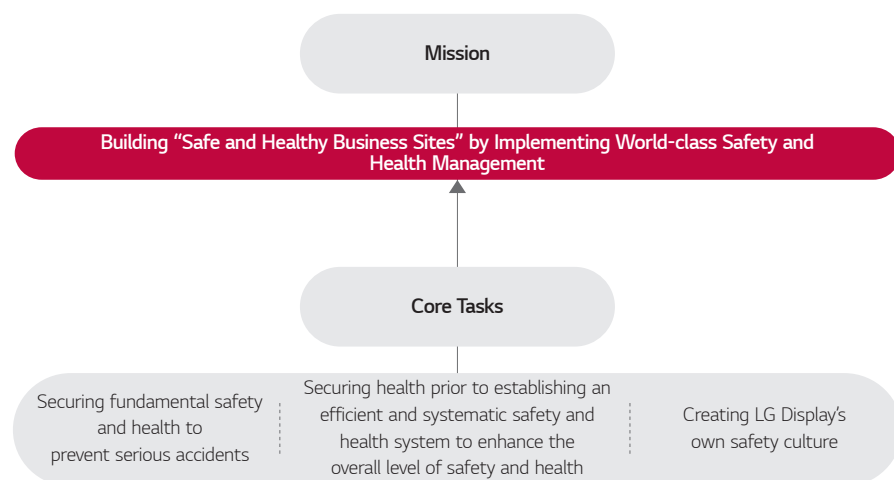 Mission
Building “Safe and Healthy Business Sites” by Implementing World-class Safety and
Health Management
Core Tasks
Securing fundamental safety
and health to
prevent serious accidents
Securing health prior to establishing an
efficient and systematic safety and
health system to enhance the
overall level of safety and health
Creating LG Display’s
own safety culture